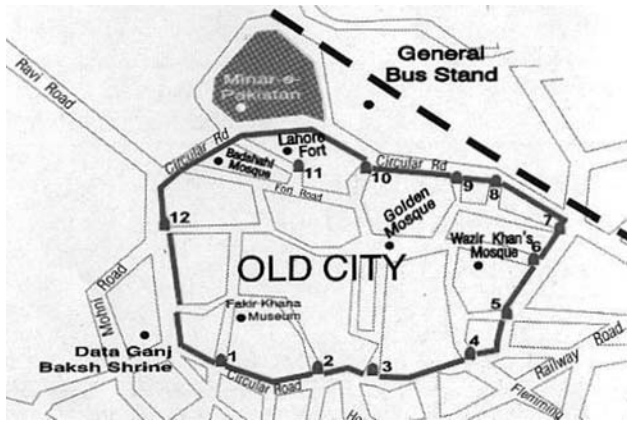 General
Bus Stand
Ravi Road
Minar-e-
Pakistan
Circular Rd
Lahore
Fort
Badshahi
Mosque
11
10
Circular Rd
9
8
Fort Road
12
Golden
Mosque
7
Wazir Khan's
Mosque
6
OLD CITY
Mohni Road
Fakir Khana
Museum
5
Data Ganj
Baksh Shrine
1
2
3
4
Circular Road
Railway Road
Flemming